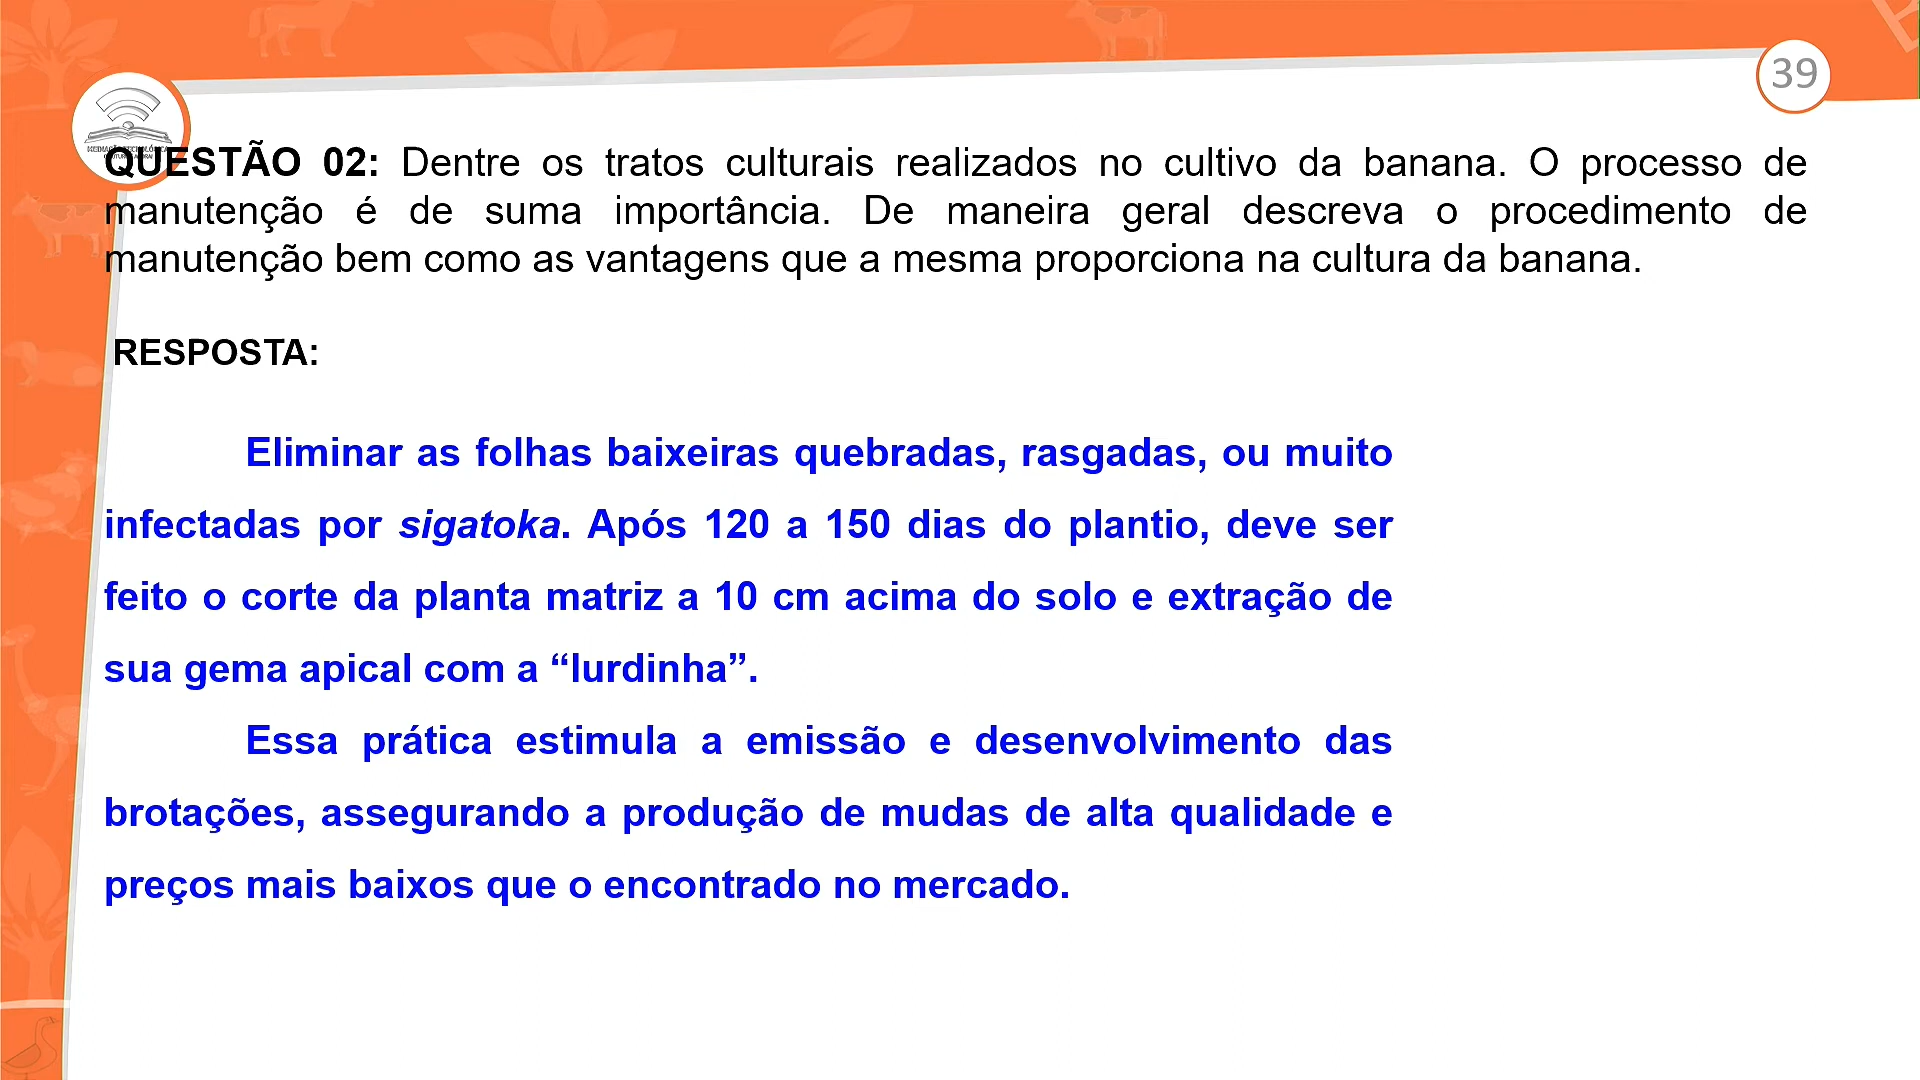 39
QUESTÃO 02: Dentre os tratos culturais realizados no cultivo da banana. O processo de
manutenção é de suma importância. De maneira geral descreva o procedimento de
manutenção bem como as vantagens que a mesma proporciona na cultura da banana.
RESPOSTA:
Eliminar as folhas baixeiras quebradas, rasgadas, ou muito
infectadas por sigatoka. Após 120 a 150 dias do plantio, deve ser
feito o corte da planta matriz a 10 cm acima do solo e extração de
sua gema apical com a “lurdinha”.
Essa prática estimula a emissão e desenvolvimento das
brotações, assegurando a produção de mudas de alta qualidade e
preços mais baixos que o encontrado no mercado.